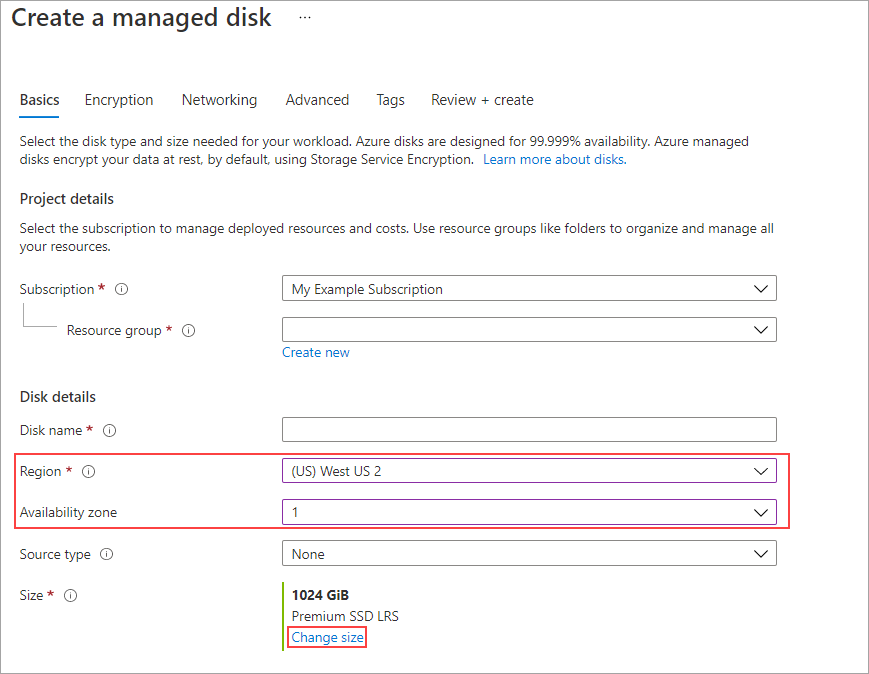 Create a managed disk ...
Basics Encryption Networking Advanced Tags Review + create
Select the disk type and size needed for your workload. Azure disks are designed for 99.999% availability. Azure managed
disks encrypt your data at rest, by default, using Storage Service Encryption. Learn more about disks.
Project details
Select the subscription to manage deployed resources and costs. Use resource groups like folders to organize and manage all
your resources.
Subscription * My Example Subscription
Resource group *
Create new
Disk details
Disk name *
Region * (US) West US 2
Availability zone 1
Source type None
Size * 1024 GiB
Premium SSD LRS
Change size